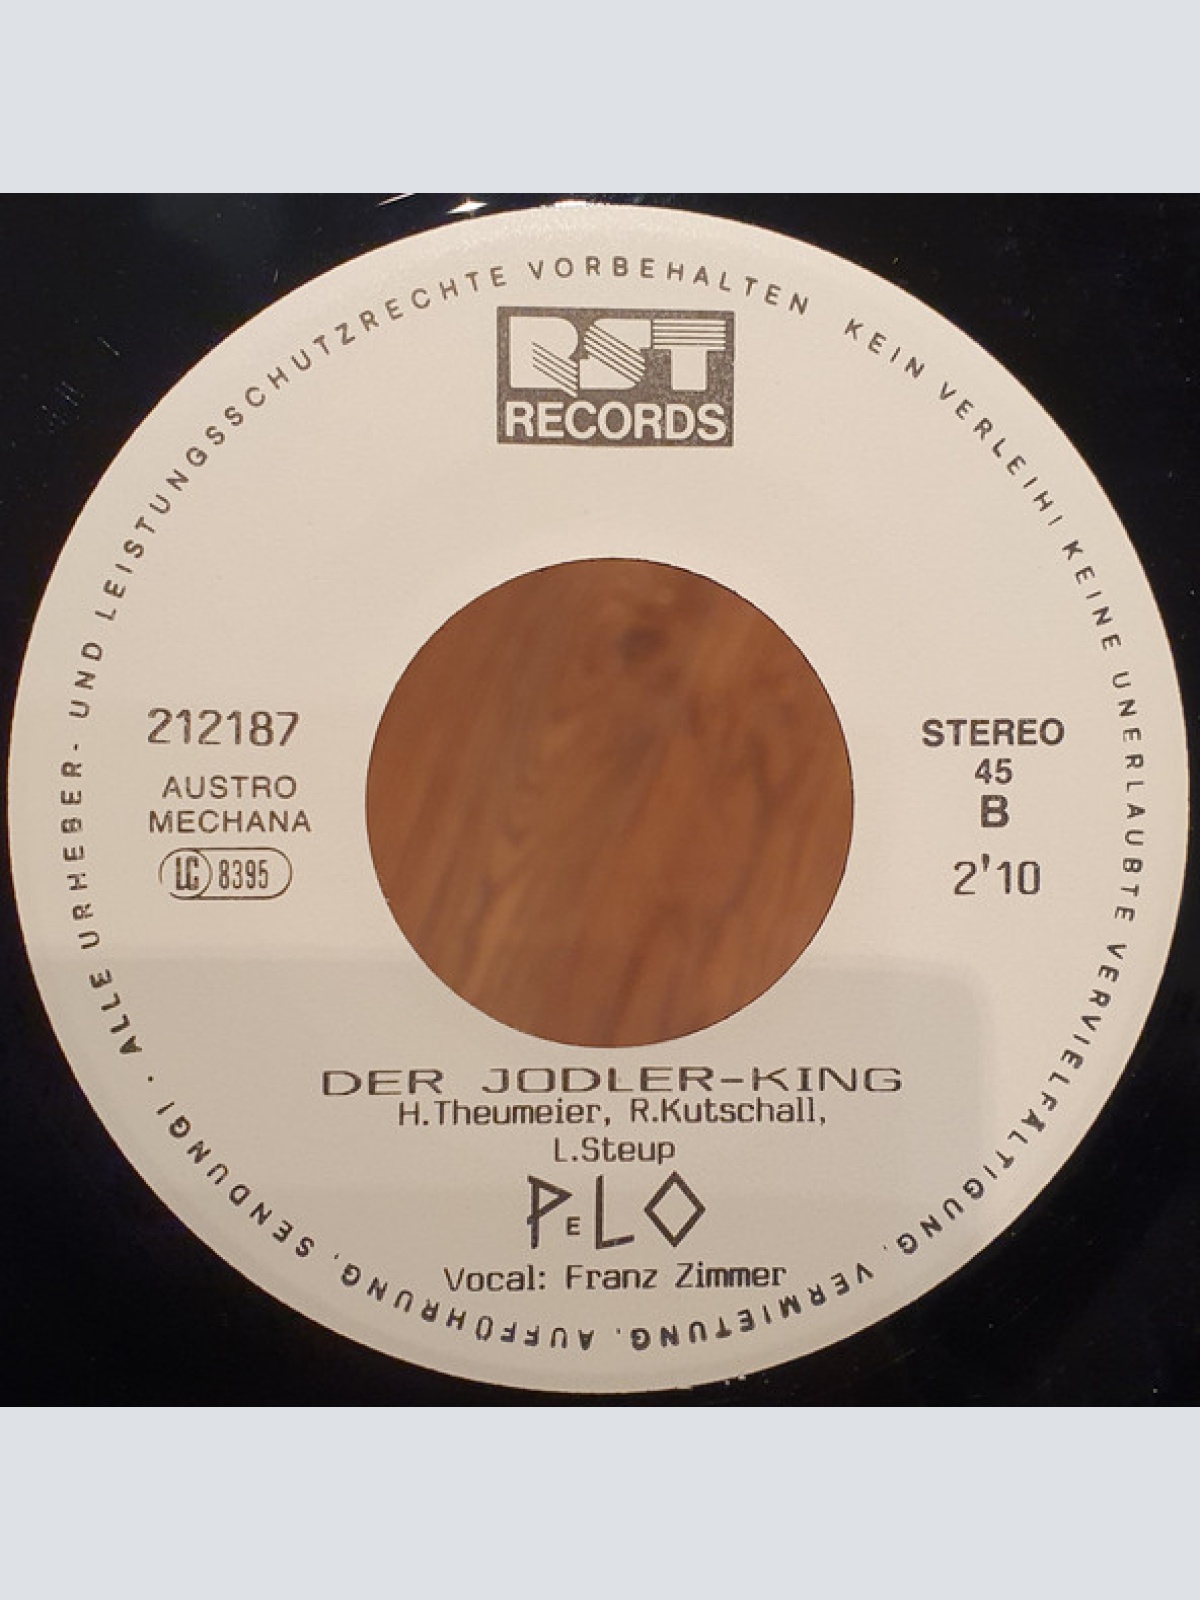 ALLE URHEBER- UND LEISTUNGSSCHUTZRECHTE VORBEHALTEN KEIN VERLEIH! KEINE UNERLAUBTE VERVIELFÄLTIGUNG, VERMIETUNG, AUFFÜHRUNG, SENDUNG! ·
RST
RECORDS
212187
AUSTRO
MECHANA
LC 8395
STEREO
45
B
2'10
DER JODLER-KING
H.Theumeier, R.Kutschall,
L.Steup
PeLO
Vocal: Franz Zimmer